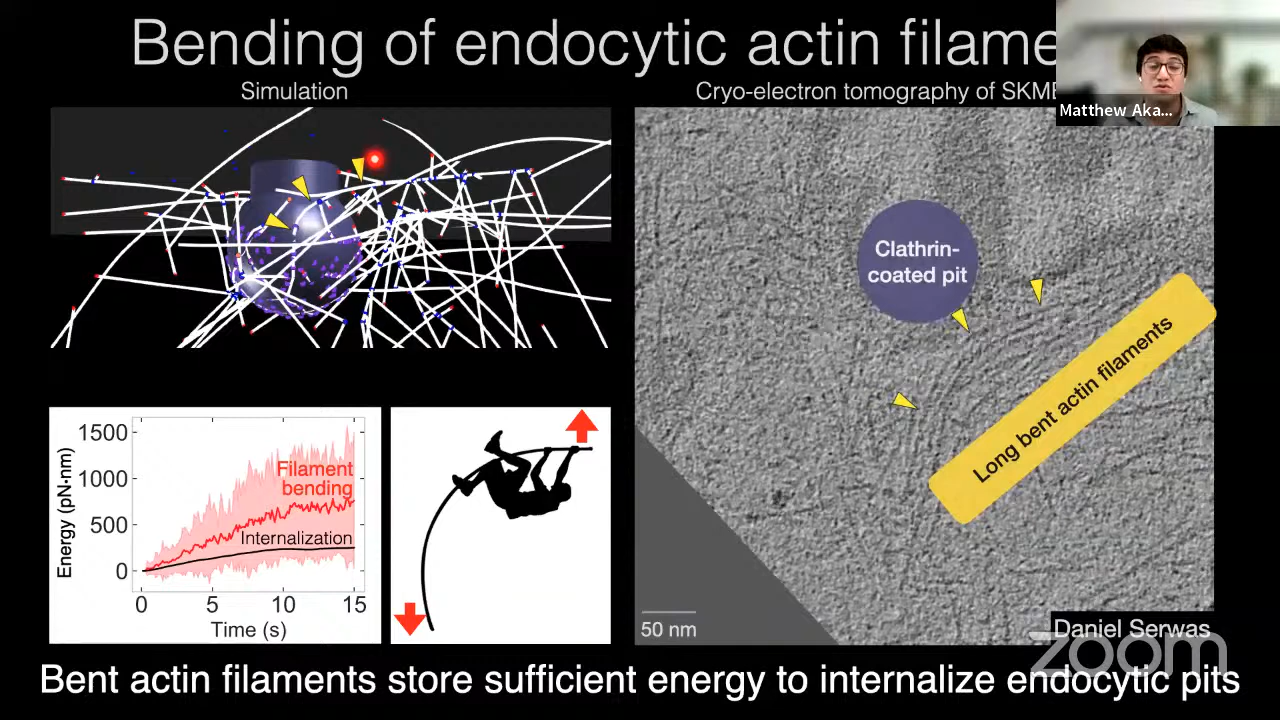 Bending of endocytic actin filame
Simulation
Cryo-electron tomography of SKME
Matthew Aka...
Clathrin-
coated pit
Long bent actin filaments
1500
1000
500
0
Energy (pN·nm)
Filament
bending
Internalization
0 5 10 15
Time (s)
50 nm
Daniel Serwas
zoom
Bent actin filaments store sufficient energy to internalize endocytic pits